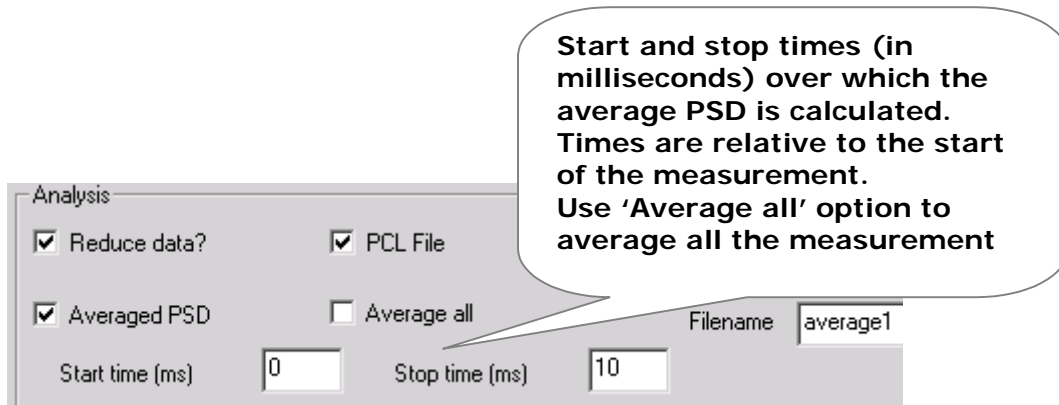 Start and stop times (in
milliseconds) over which the
average PSD is calculated.
Times are relative to the start
of the measurement.
Use ‘Average all’ option to
average all the measurement
Analysis
Reduce data?
PCL File
Averaged PSD
Average all
Filename
average1
Start time (ms)
0
Stop time (ms)
10